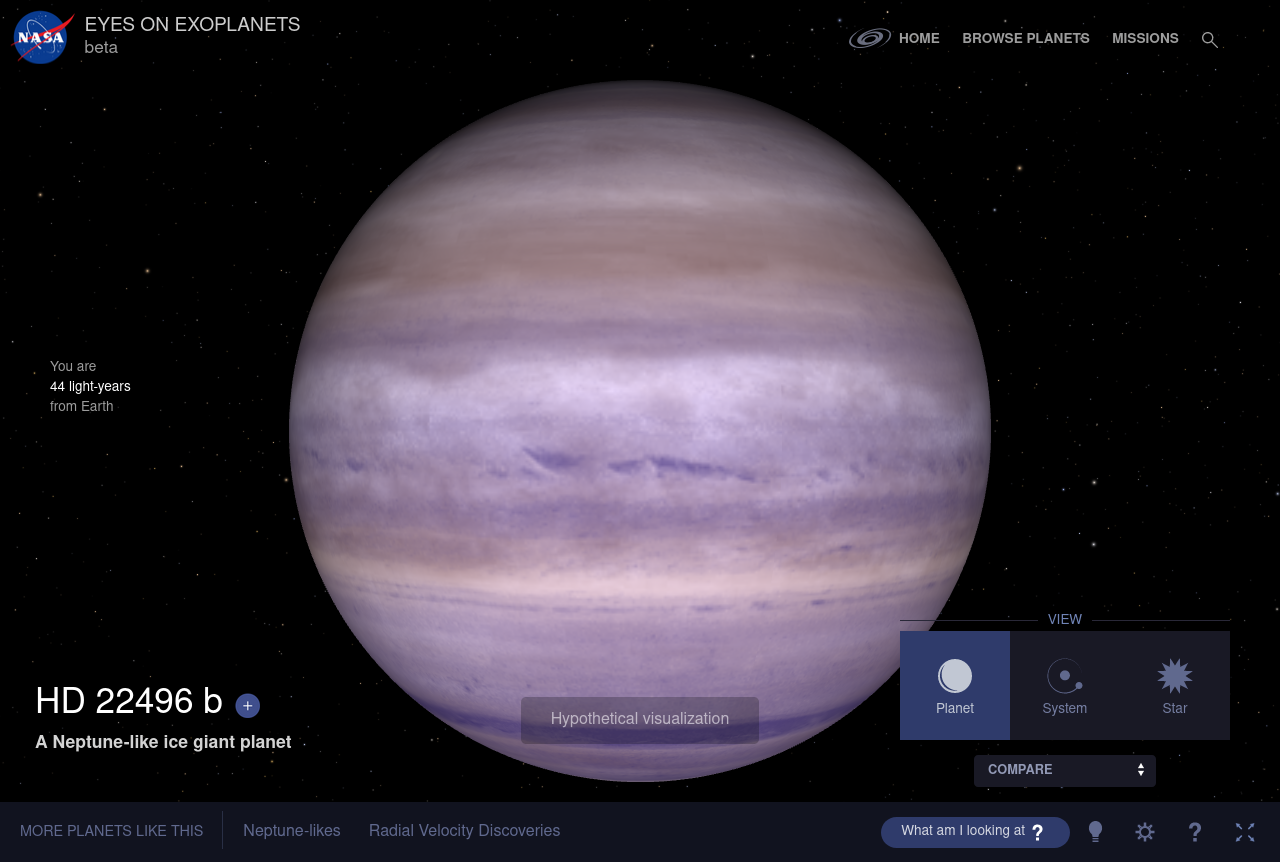 NASA
EYES ON EXOPLANETS
beta
HOME
BROWSE PLANETS
MISSIONS
You are
44 light-years
from Earth
VIEW
Planet
System
Star
HD 22496 b +
A Neptune-like ice giant planet
Hypothetical visualization
COMPARE
MORE PLANETS LIKE THIS
Neptune-likes
Radial Velocity Discoveries
What am I looking at ?
?